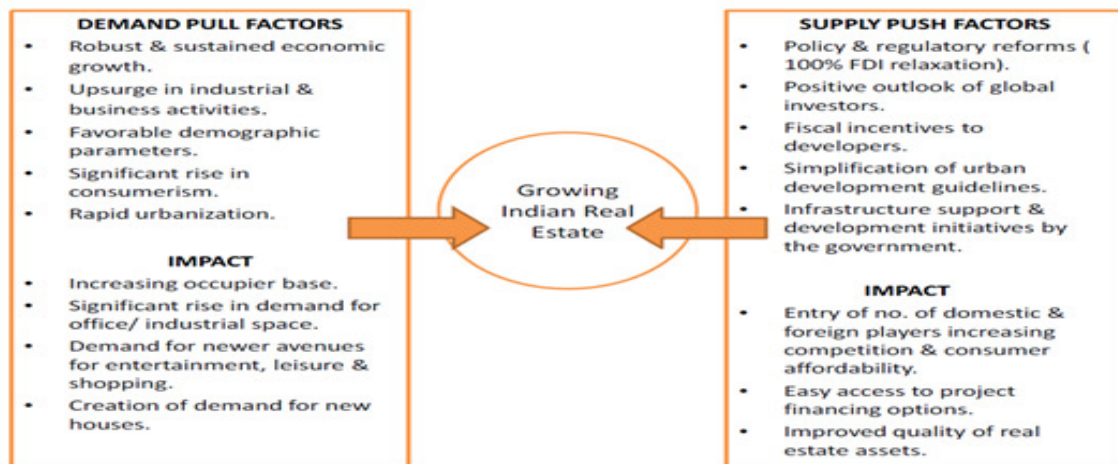 DEMAND PULL FACTORS
• Robust & sustained economic
growth.
• Upsurge in industrial &
business activities.
• Favorable demographic
parameters.
• Significant rise in
consumerism.
• Rapid urbanization.
IMPACT
• Increasing occupier base.
• Significant rise in demand for
office/ industrial space.
• Demand for newer avenues
for entertainment, leisure &
shopping.
• Creation of demand for new
houses.
Growing
Indian Real
Estate
SUPPLY PUSH FACTORS
• Policy & regulatory reforms (
100% FDI relaxation).
• Positive outlook of global
investors.
• Fiscal incentives to
developers.
• Simplification of urban
development guidelines.
• Infrastructure support &
development initiatives by
the government.
IMPACT
• Entry of no. of domestic &
foreign players increasing
competition & consumer
affordability.
• Easy access to project
financing options.
• Improved quality of real
estate assets.